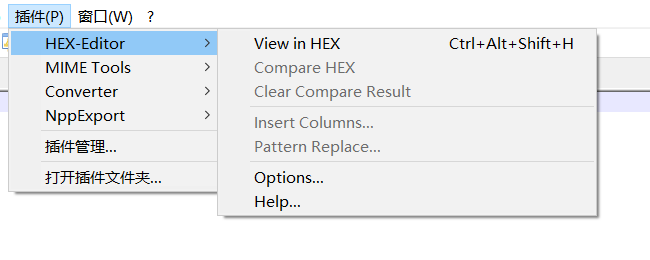 插件(P) 窗口(W) ?
HEX-Editor
MIME Tools
Converter
NppExport
插件管理...
打开插件文件夹...
View in HEX Ctrl+Alt+Shift+H
Compare HEX
Clear Compare Result
Insert Columns...
Pattern Replace...
Options...
Help...